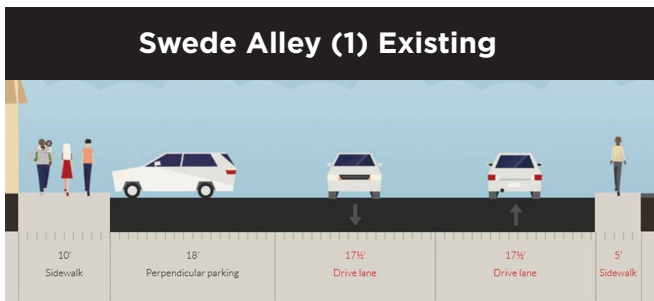 Swede Alley (1) Existing
10' 18' 17½' 17½' 5'
Sidewalk Perpendicular parking Drive lane Drive lane Sidewalk